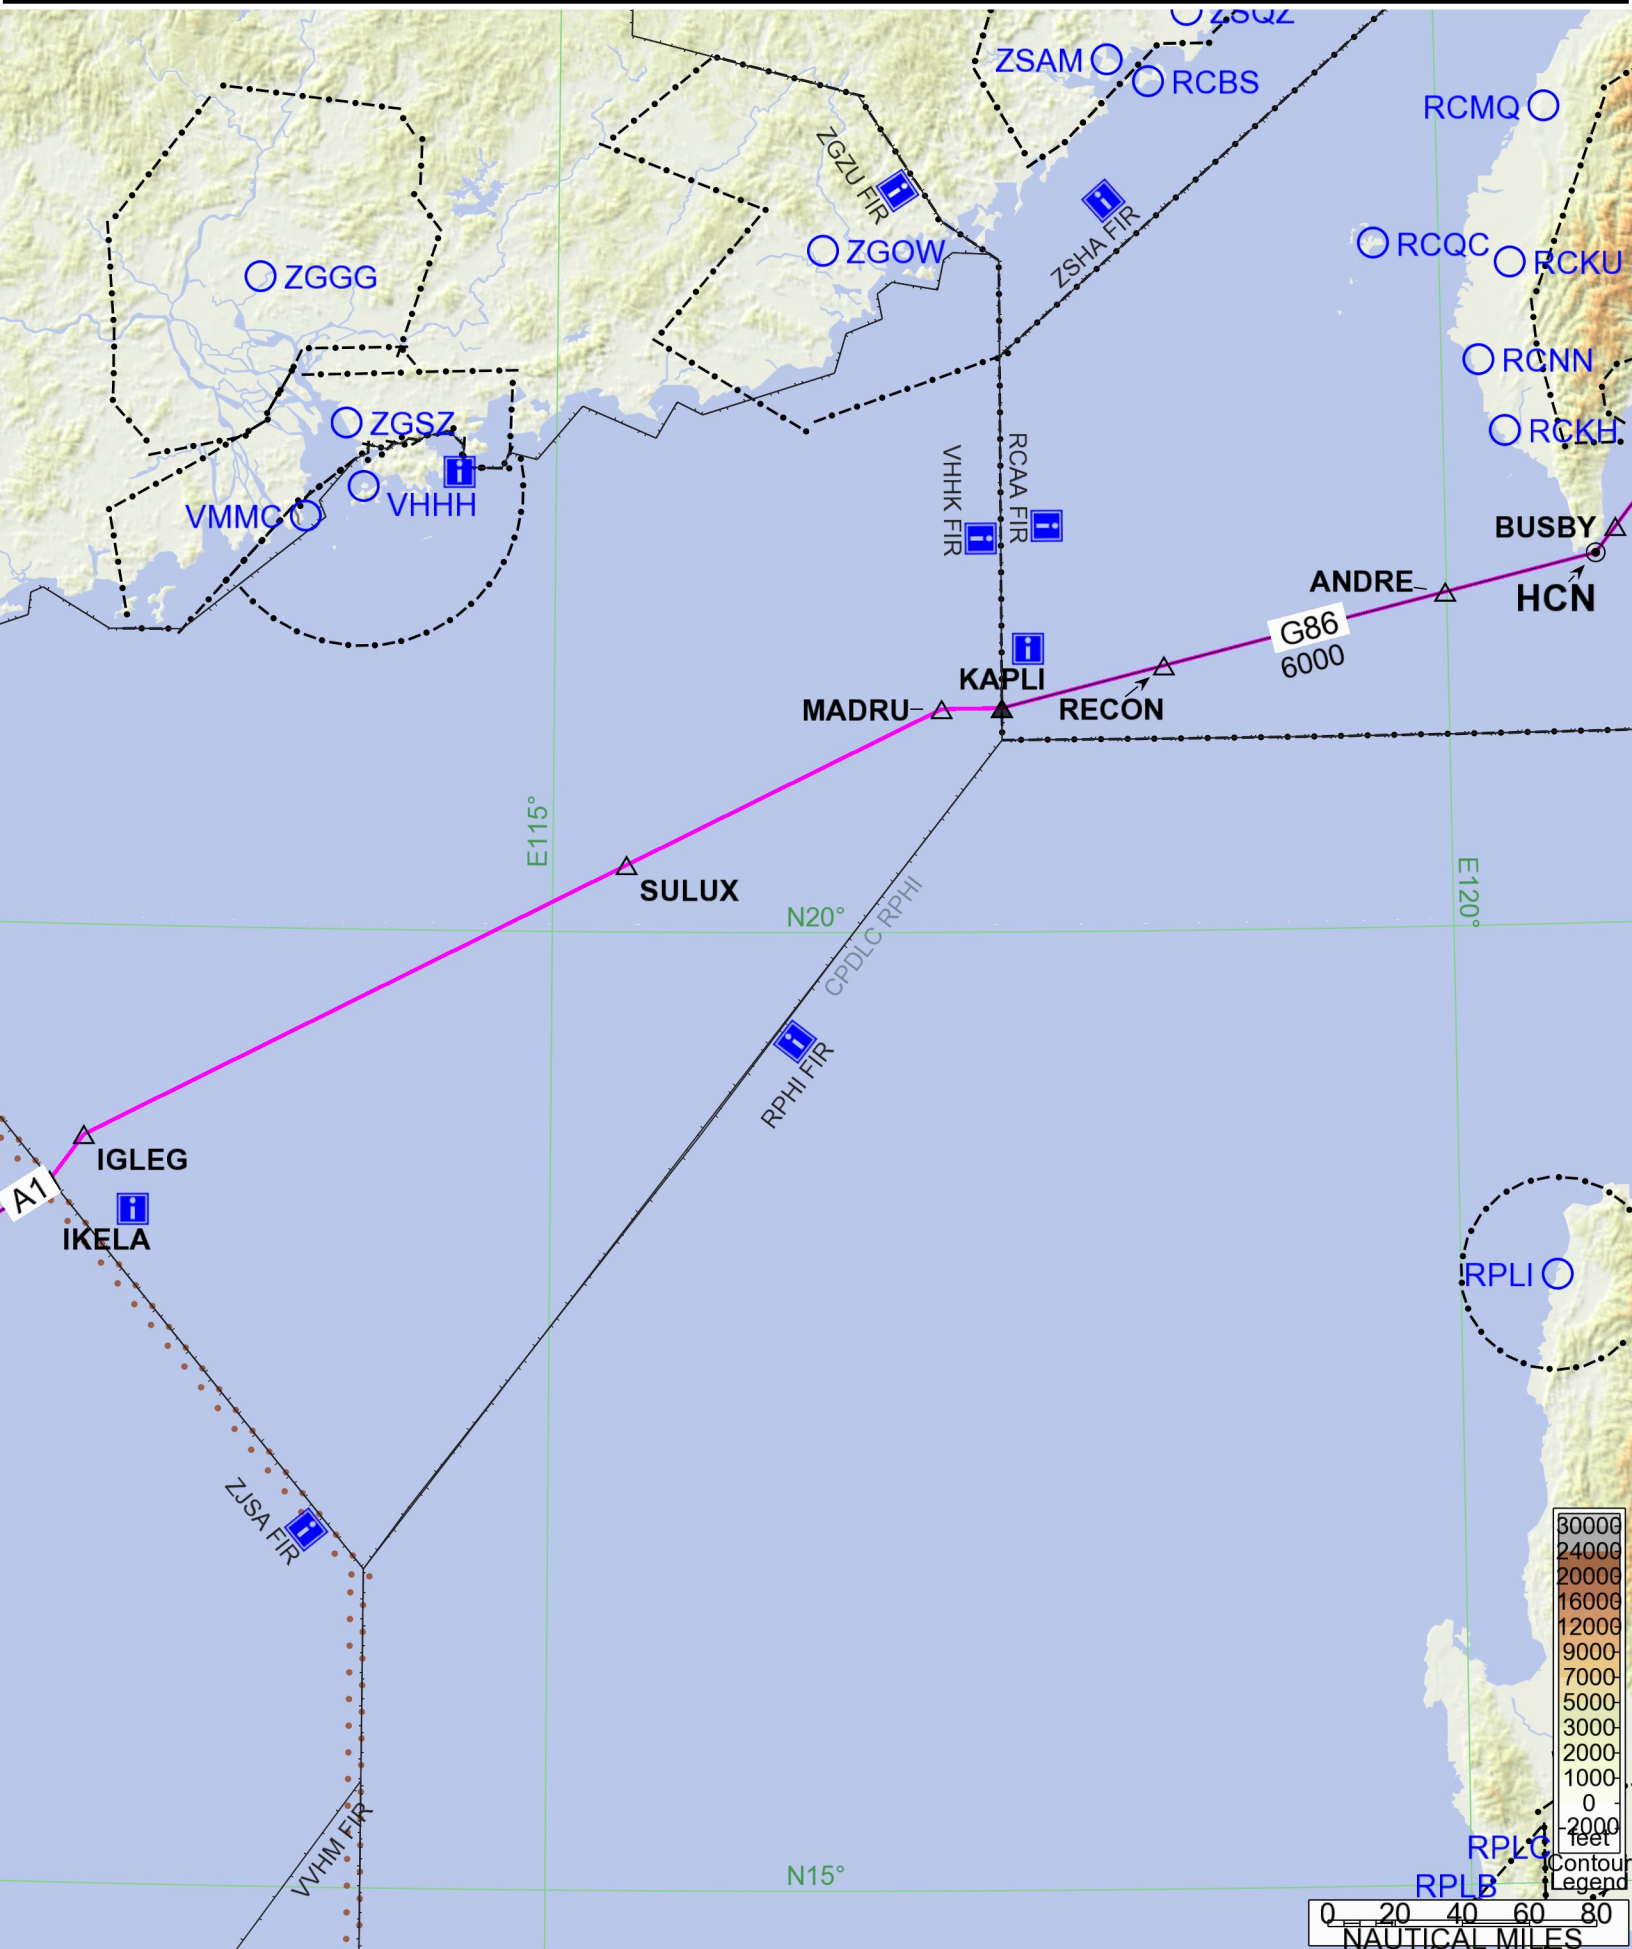 ZSQZ
ZSAM
RCBS
RCMQ
ZGZU FIR
ZSHA FIR
ZGOW
RCQC
RCKU
ZGGG
RCNN
ZGSZ
RCKH
VHHK FIR
RCAA FIR
VHHH
VMMC
BUSBY
ANDRE
HCN
G86
6000
KAPLI
MADRU
RECON
E115°
E120°
SULUX
N20°
CPDLC RPHI
RPHI FIR
IGLEG
A1
IKELA
RPLI
ZJSA FIR
30000
24000
20000
16000
12000
9000
7000
5000
3000
2000
1000
0
-2000
feet
Contour
Legend
VVHM FIR
N15°
RPLC
RPLB
0 20 40 60 80
NAUTICAL MILES